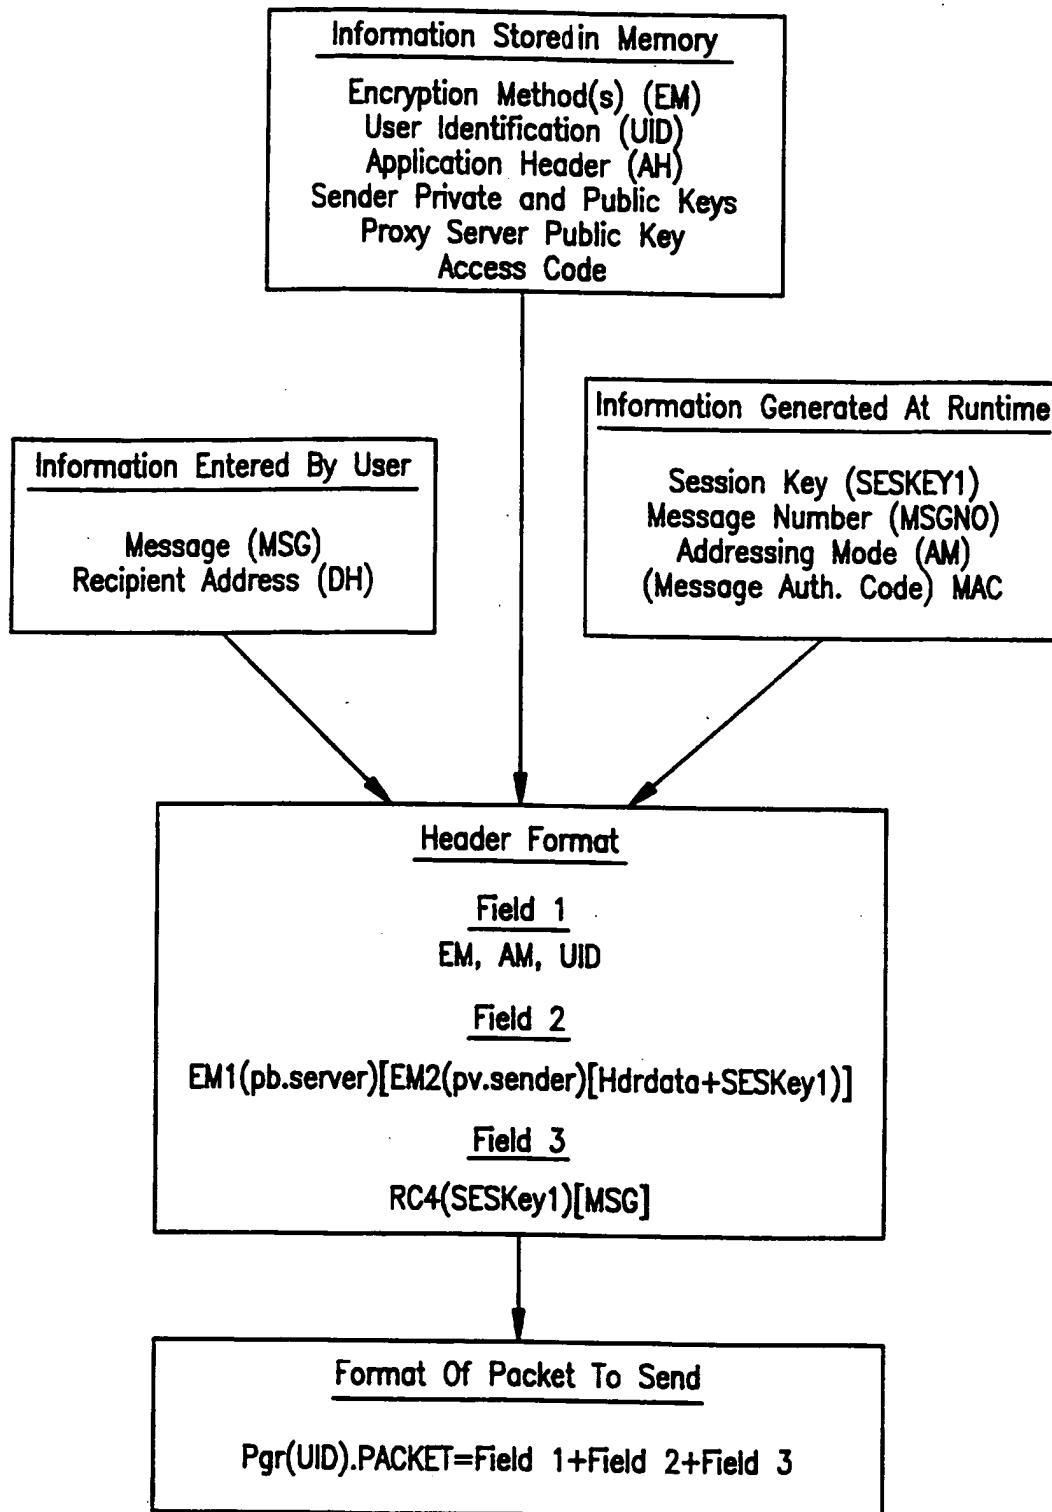 Information Storedin Memory
Encryption Method(s) (EM)
User Identification (UID)
Application Header (AH)
Sender Private and Public Keys
Proxy Server Public Key
Access Code
Information Entered By User
Message (MSG)
Recipient Address (DH)
Information Generated At Runtime
Session Key (SESKEY1)
Message Number (MSGNO)
Addressing Mode (AM)
(Message Auth. Code) MAC
Header Format
Field 1
EM, AM, UID
Field 2
EM1(pb.server)[EM2(pv.sender)[Hdrdata+SESKey1)]
Field 3
RC4(SESKey1)[MSG]
Format Of Packet To Send
Pgr(UID).PACKET=Field 1+Field 2+Field 3